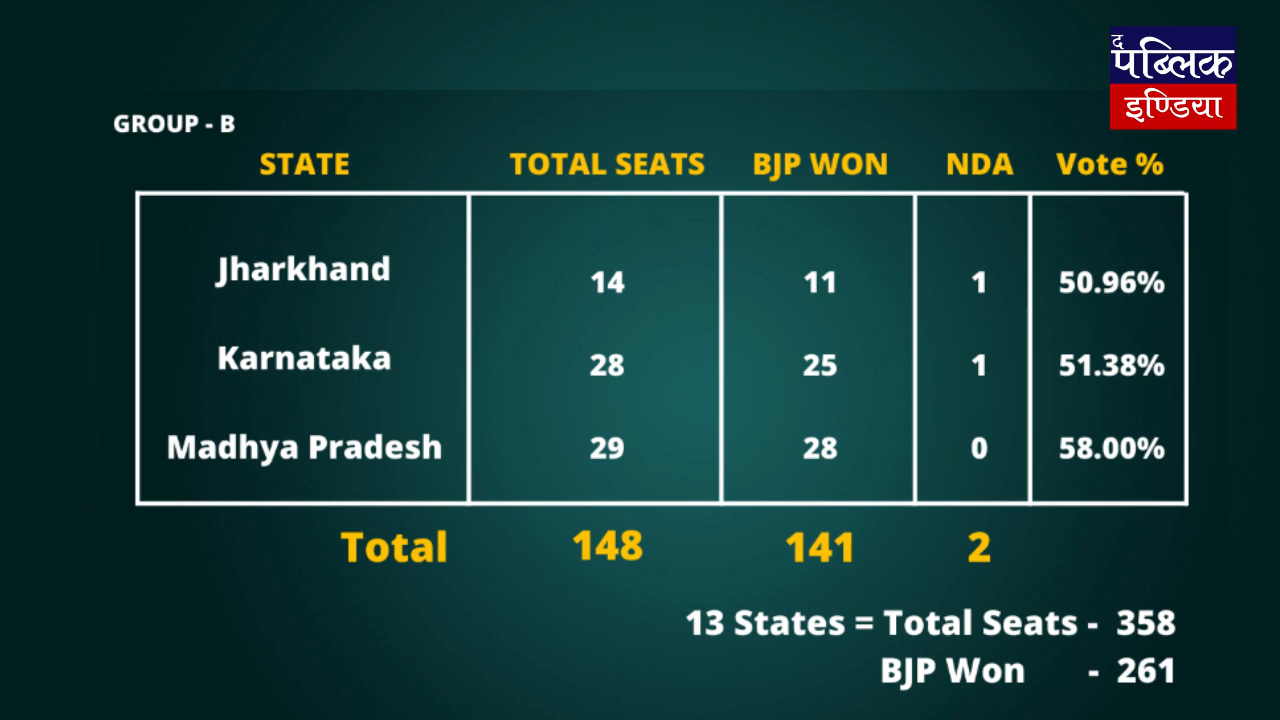 द
पब्लिक
इण्डिया
GROUP - B
STATE TOTAL SEATS BJP WON NDA Vote %
Jharkhand 14 11 1 50.96%
Karnataka 28 25 1 51.38%
Madhya Pradesh 29 28 0 58.00%
Total 148 141 2
13 States = Total Seats - 358
BJP Won - 261